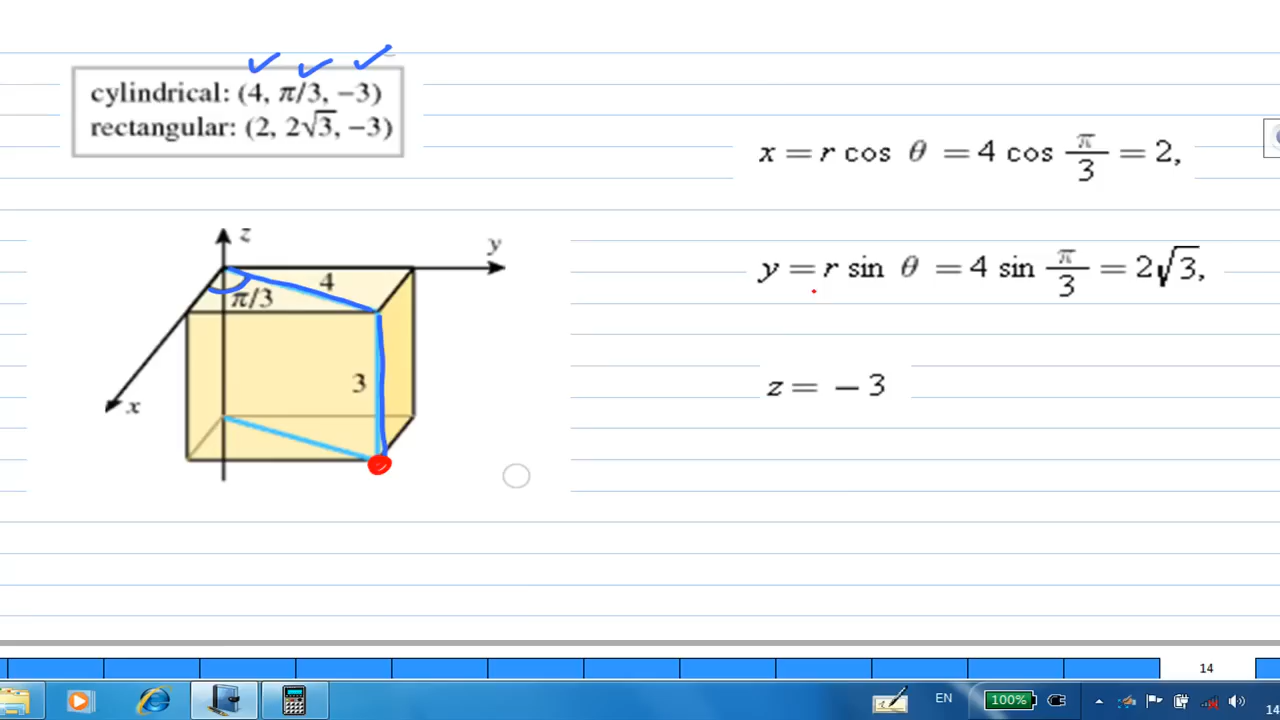 cylindrical: (4, π/3, −3)
rectangular: (2, 2√3, −3)
x = r cos θ = 4 cos π/3 = 2,
y = r sin θ = 4 sin π/3 = 2√3,
z = − 3
z
y
4
π/3
3
x
14
EN
100%
14